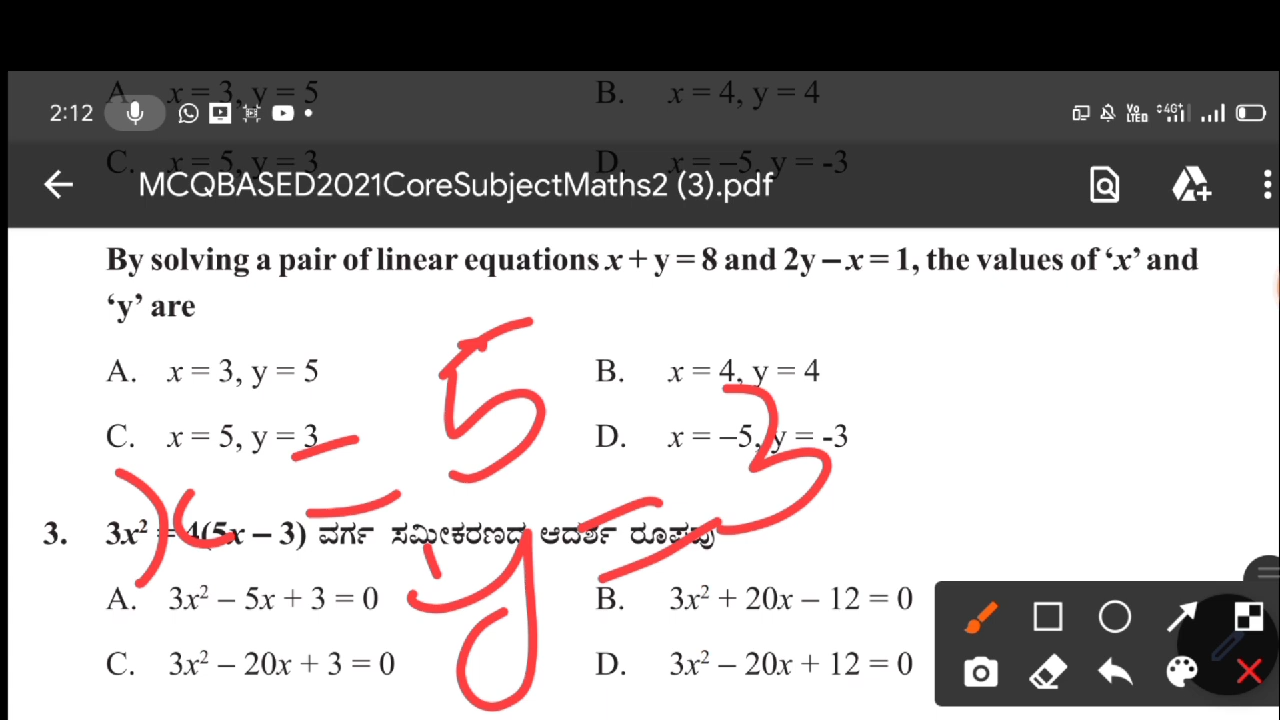 A. x = 3, y = 5 B. x = 4, y = 4
2:12
C. x = 5, y = 3 D. x = –5, y = -3
MCQBASED2021CoreSubjectMaths2 (3).pdf
By solving a pair of linear equations x + y = 8 and 2y – x = 1, the values of ‘x’ and
‘y’ are
A. x = 3, y = 5 B. x = 4, y = 4
C. x = 5, y = 3 D. x = –5, y = -3
x = 5
y = 3
3. 3x² = 4(5x – 3) ವರ್ಗ ಸಮೀಕರಣದ ಆದರ್ಶ ರೂಪವು
A. 3x² – 5x + 3 = 0 B. 3x² + 20x – 12 = 0
C. 3x² – 20x + 3 = 0 D. 3x² – 20x + 12 = 0